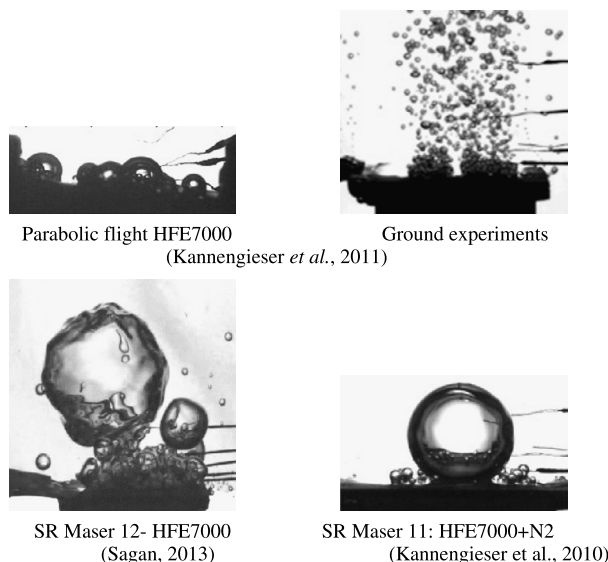 Parabolic flight HFE7000
Ground experiments
(Kannengieser et al., 2011)
SR Maser 12- HFE7000
(Sagan, 2013)
SR Maser 11: HFE7000+N2
(Kannengieser et al., 2010)